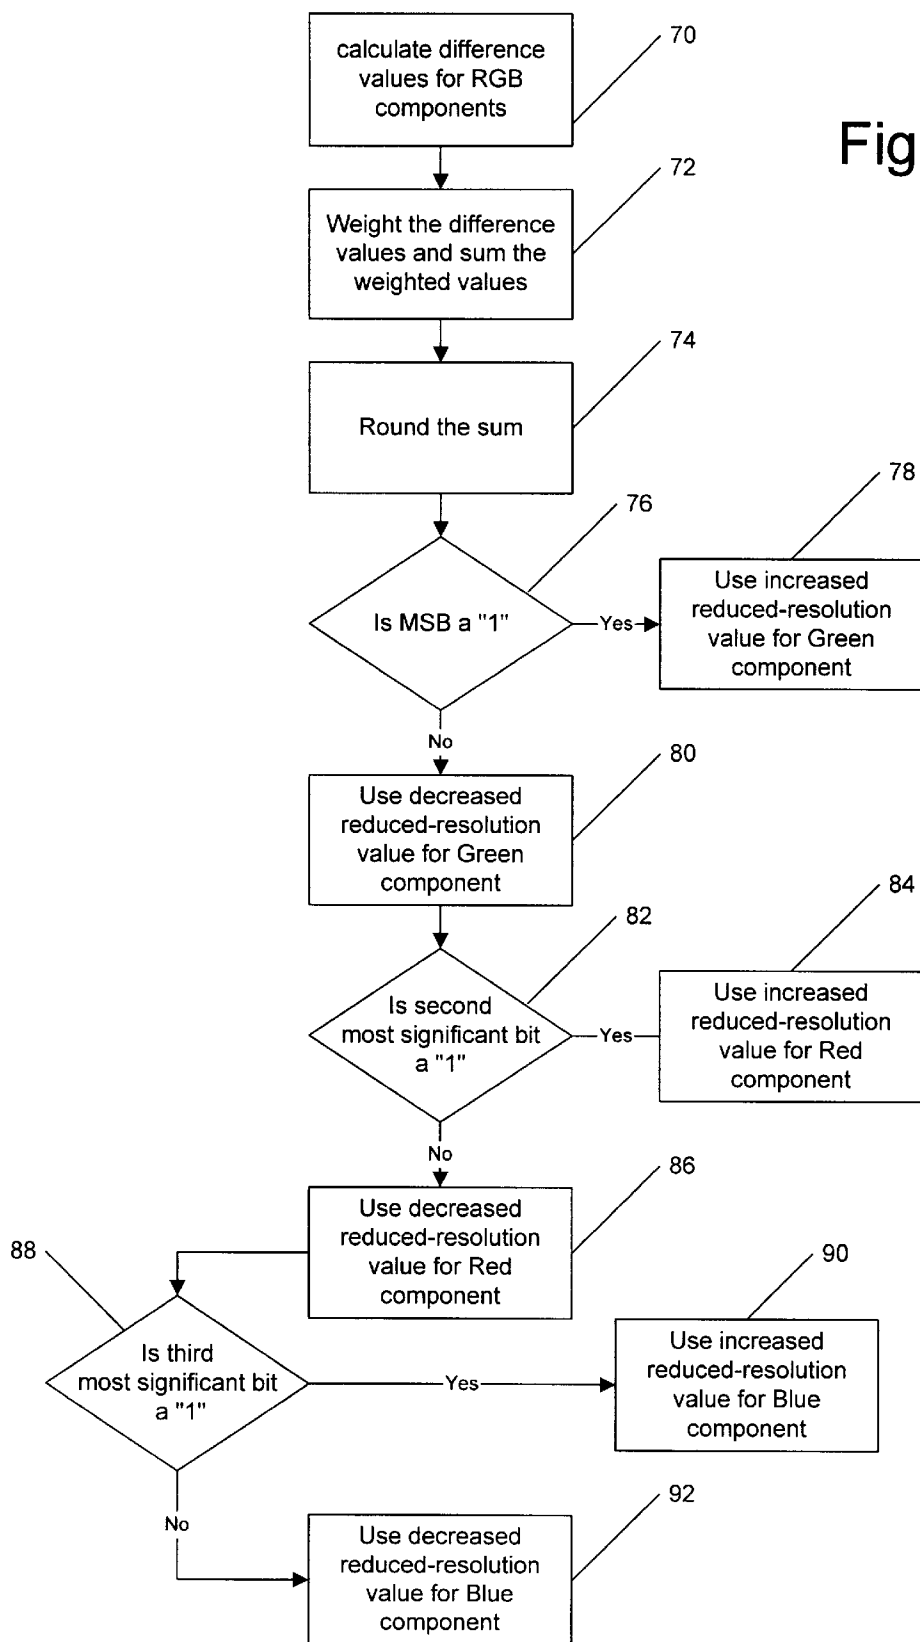 calculate difference
values for RGB
components
70
Fig
Weight the difference
values and sum the
weighted values
72
Round the sum
74
Is MSB a "1"
76
Yes
Use increased
reduced-resolution
value for Green
component
78
No
Use decreased
reduced-resolution
value for Green
component
80
Is second
most significant bit
a "1"
82
Yes
Use increased
reduced-resolution
value for Red
component
84
No
Use decreased
reduced-resolution
value for Red
component
86
Is third
most significant bit
a "1"
88
Yes
Use increased
reduced-resolution
value for Blue
component
90
No
Use decreased
reduced-resolution
value for Blue
component
92